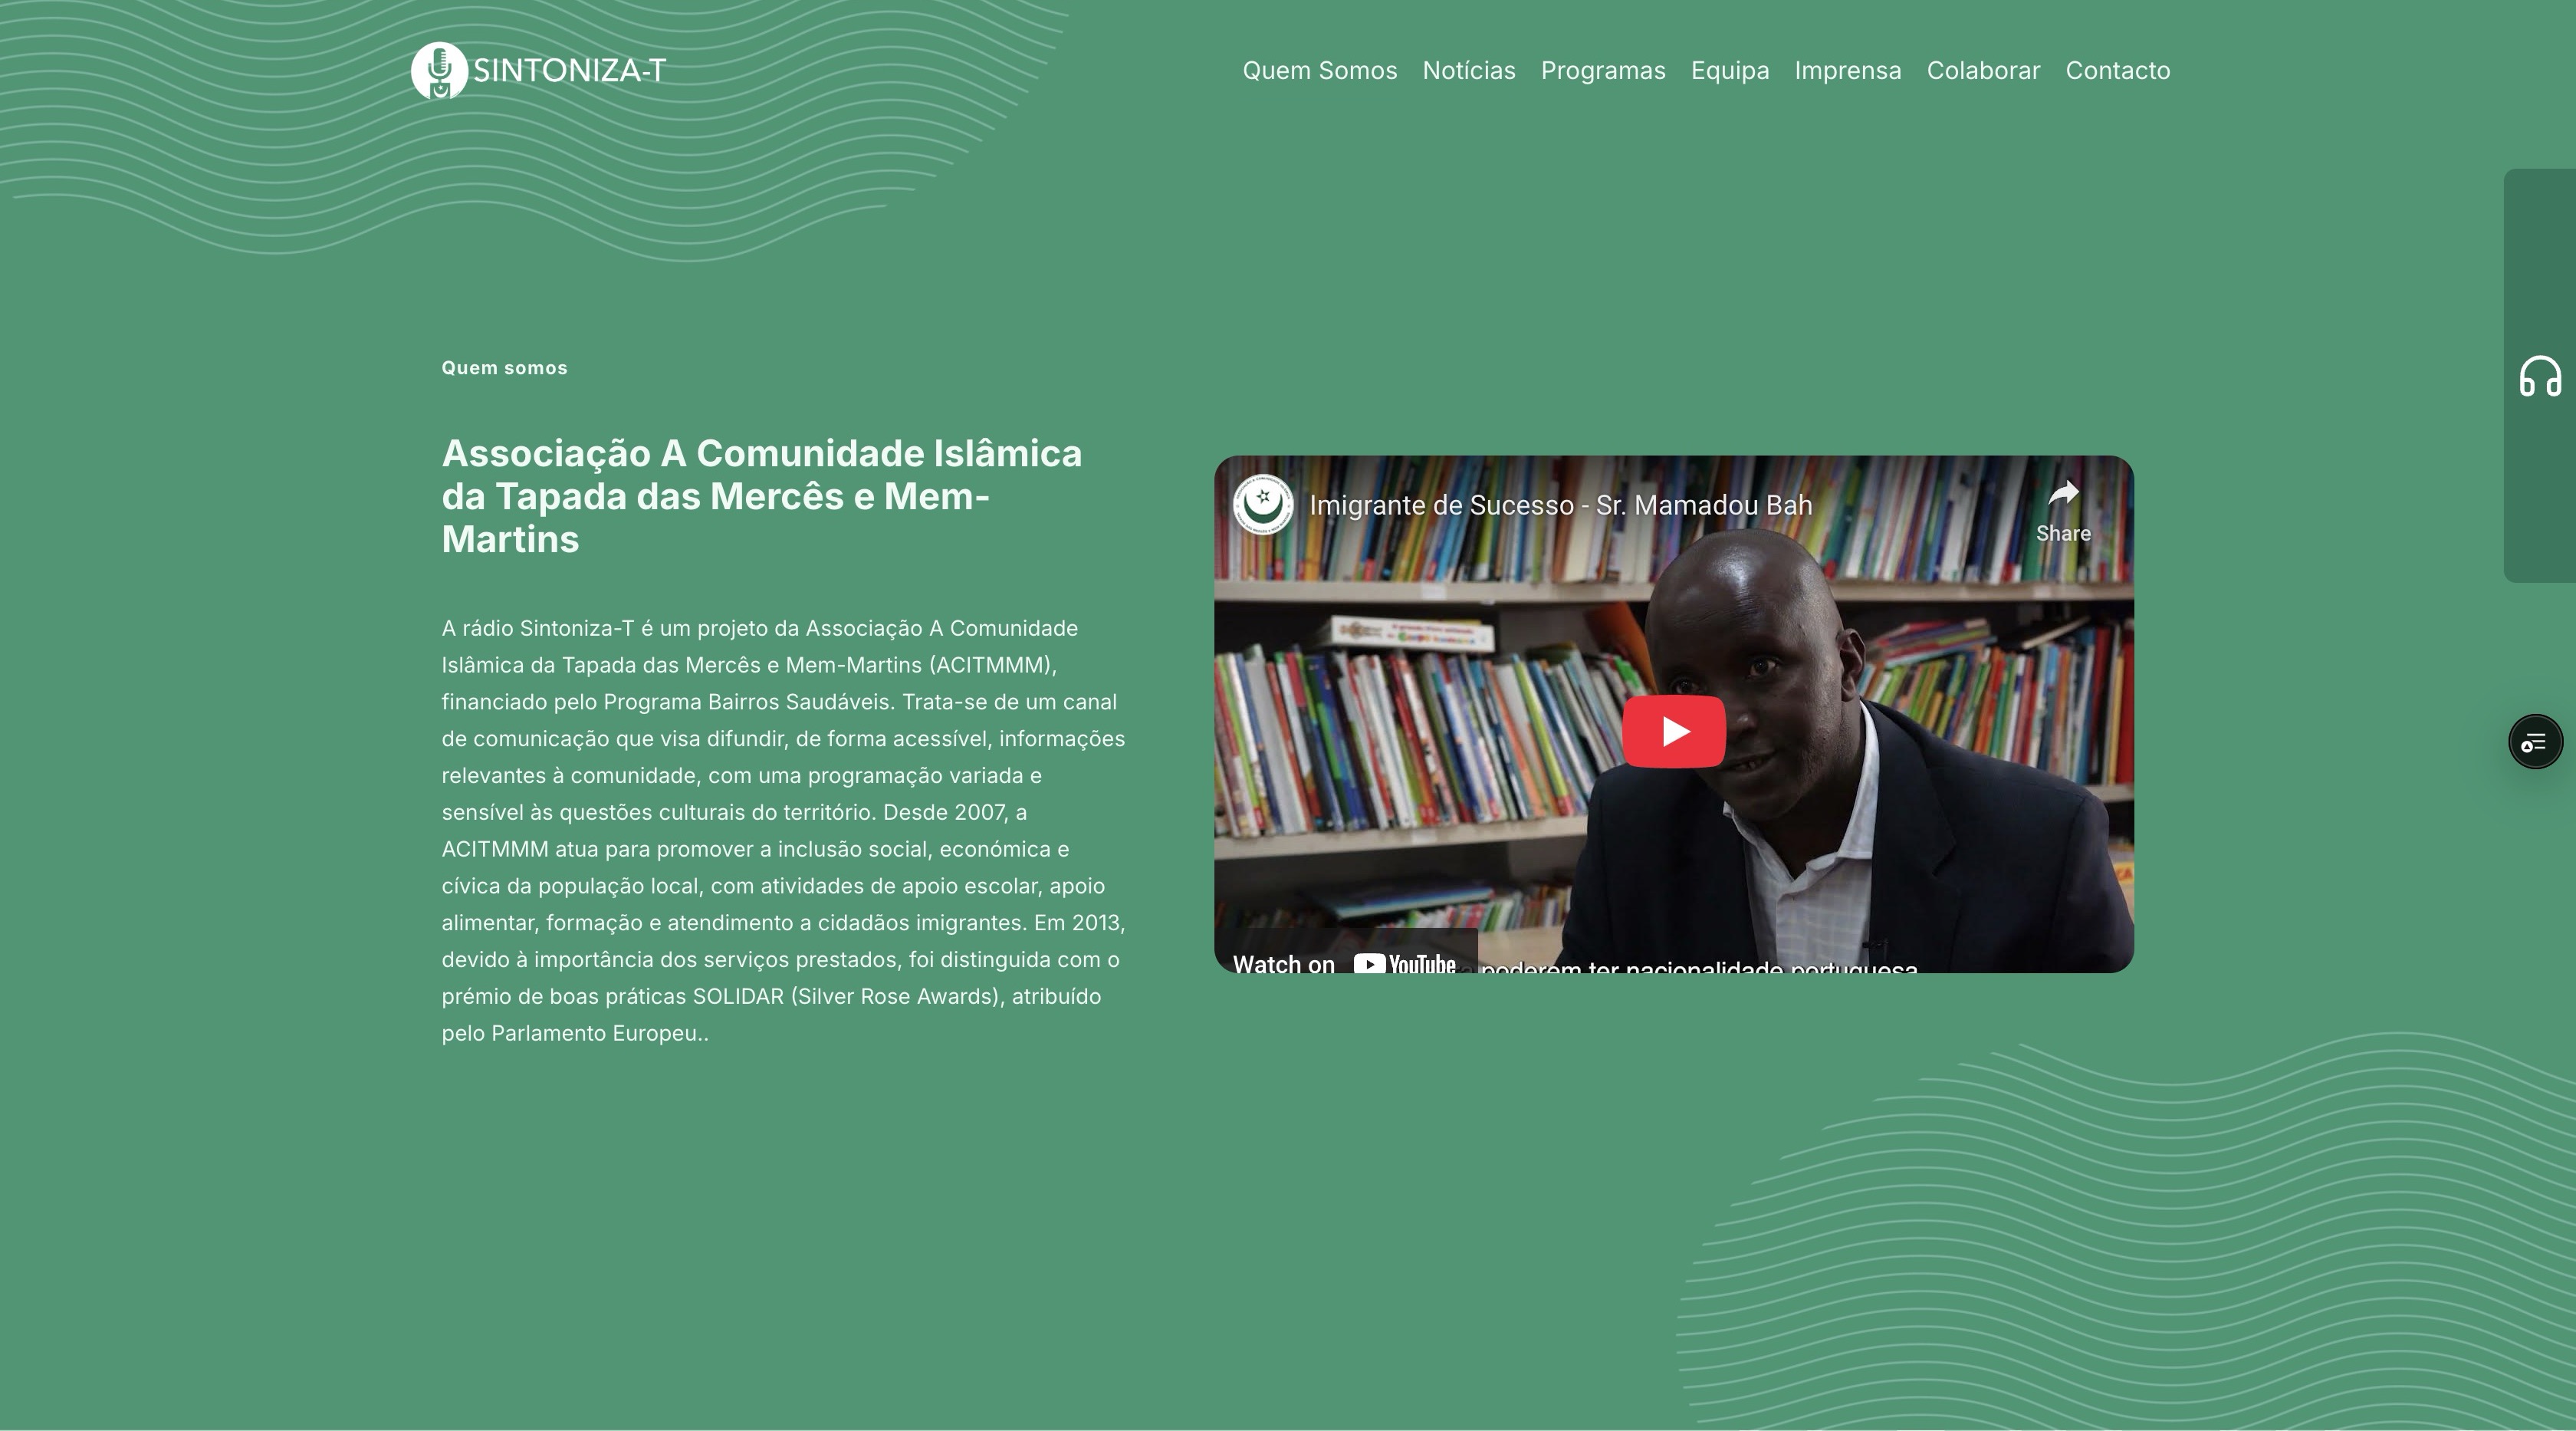 SINTONIZA-T
Quem Somos Notícias Programas Equipa Imprensa Colaborar Contacto
Quem somos
Associação A Comunidade Islâmica
da Tapada das Mercês e Mem-
Martins
A rádio Sintoniza-T é um projeto da Associação A Comunidade
Islâmica da Tapada das Mercês e Mem-Martins (ACITMMM),
financiado pelo Programa Bairros Saudáveis. Trata-se de um canal
de comunicação que visa difundir, de forma acessível, informações
relevantes à comunidade, com uma programação variada e
sensível às questões culturais do território. Desde 2007, a
ACITMMM atua para promover a inclusão social, económica e
cívica da população local, com atividades de apoio escolar, apoio
alimentar, formação e atendimento a cidadãos imigrantes. Em 2013,
devido à importância dos serviços prestados, foi distinguida com o
prémio de boas práticas SOLIDAR (Silver Rose Awards), atribuído
pelo Parlamento Europeu..
Imigrante de Sucesso - Sr. Mamadou Bah
Share
Watch on YouTube
poderem ter nacionalidade portuguesa